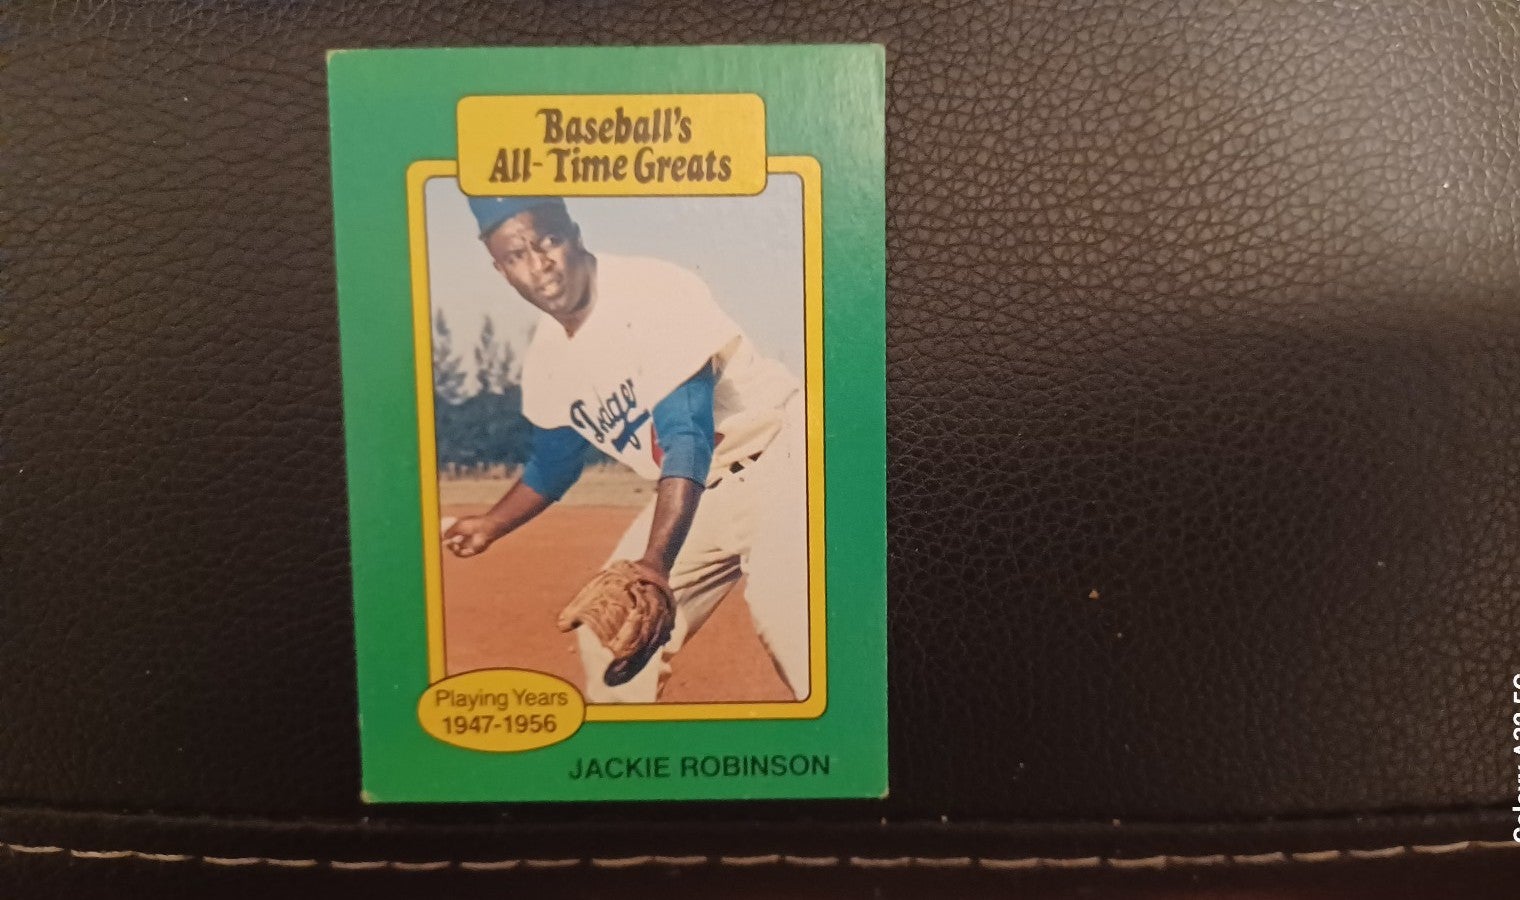 Baseball's
All-Time Greats
Dodgers
Playing Years
1947-1956
JACKIE ROBINSON